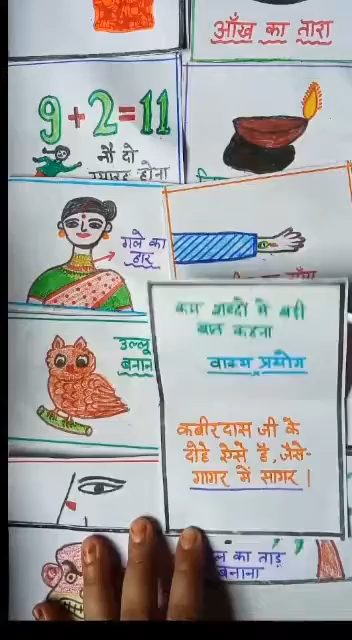 आँख का तारा
9+2=11
नौ दो
ग्यारह होना
गले का
हार
उल्लू
बनान
कम शब्दो मे बडी
बात कहना
वाक्य प्रयोग
कबीरदास जी के
दोहे ऐसे है, जैसे-
गागर में सागर।
का ताड़
बनाना